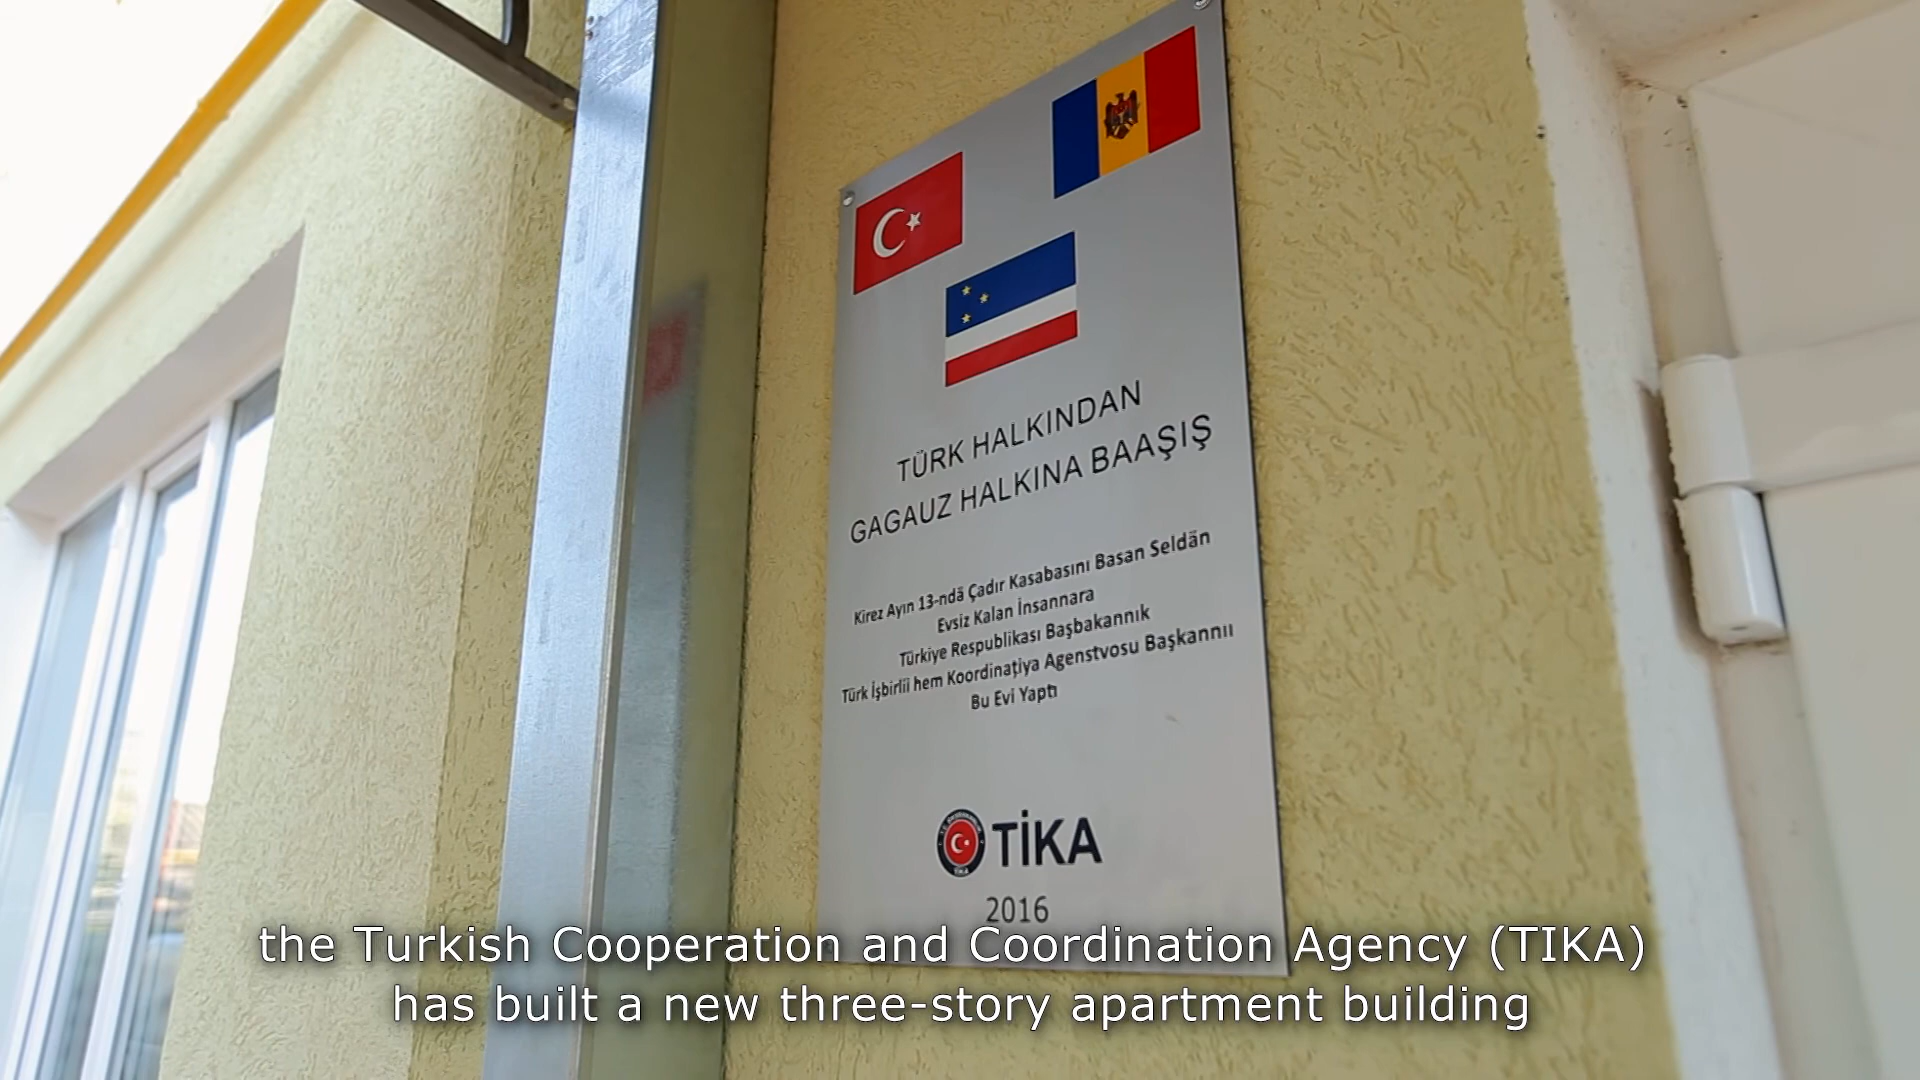 TÜRK HALKINDAN
GAGAUZ HALKINA BAAŞIŞ
Kirez Ayın 13-ndä Çadır Kasabasını Basan Seldän
Evsiz Kalan İnsannara
Türkiye Respublikası Başbakannık
Türk İşbirlii hem Koordinaţiya Agenstvosu Başkannıı
Bu Evi Yaptı
TİKA
2016
the Turkish Cooperation and Coordination Agency (TIKA)
has built a new three-story apartment building